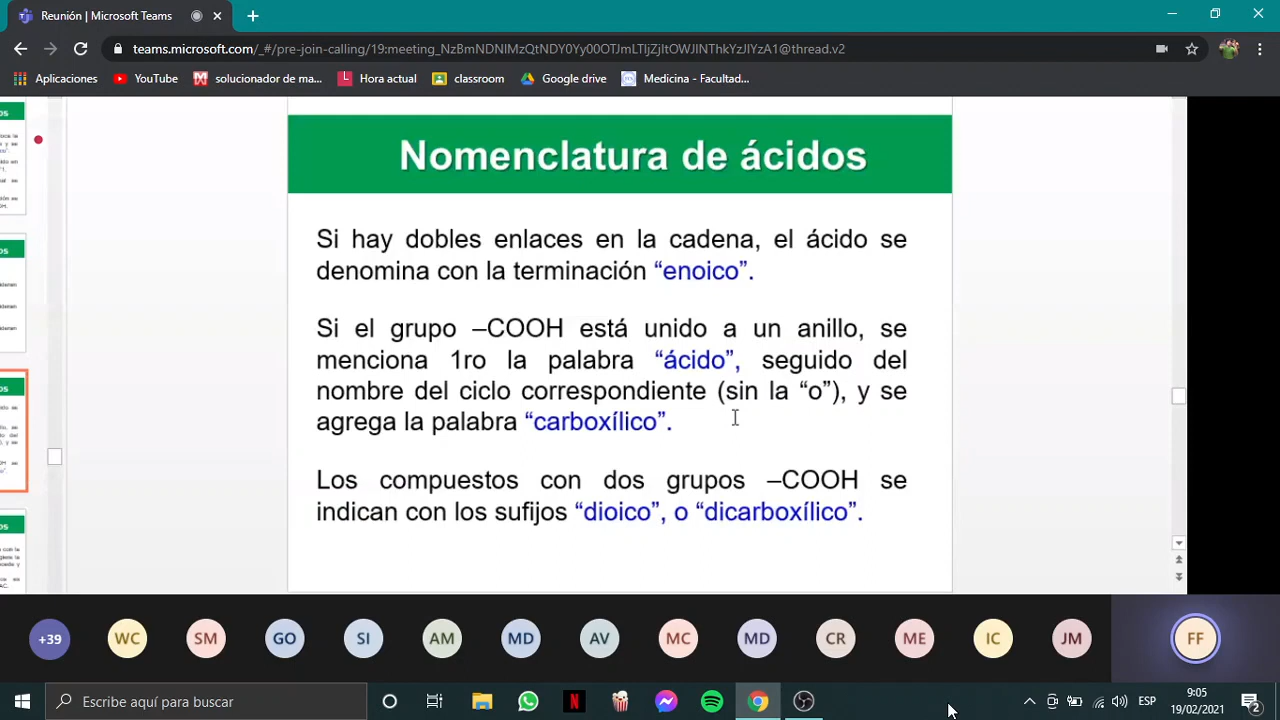 Reunión | Microsoft Teams
teams.microsoft.com/_#/pre-join-calling/19:meeting_NzBmNDNlMzQtNDY0Yy00OTJmLTljZjItOWJlNThkYzJlYzA1@thread.v2
Aplicaciones YouTube solucionador de ma... Hora actual classroom Google drive Medicina - Facultad...
Nomenclatura de ácidos
Si hay dobles enlaces en la cadena, el ácido se
denomina con la terminación “enoico”.
Si el grupo –COOH está unido a un anillo, se
menciona 1ro la palabra “ácido”, seguido del
nombre del ciclo correspondiente (sin la “o”), y se
agrega la palabra “carboxílico”.
Los compuestos con dos grupos –COOH se
indican con los sufijos “dioico”, o “dicarboxílico”.
+39 WC SM GO SI AM MD AV MC MD CR ME IC JM FF
Escribe aquí para buscar
ESP
9:05
19/02/2021
2